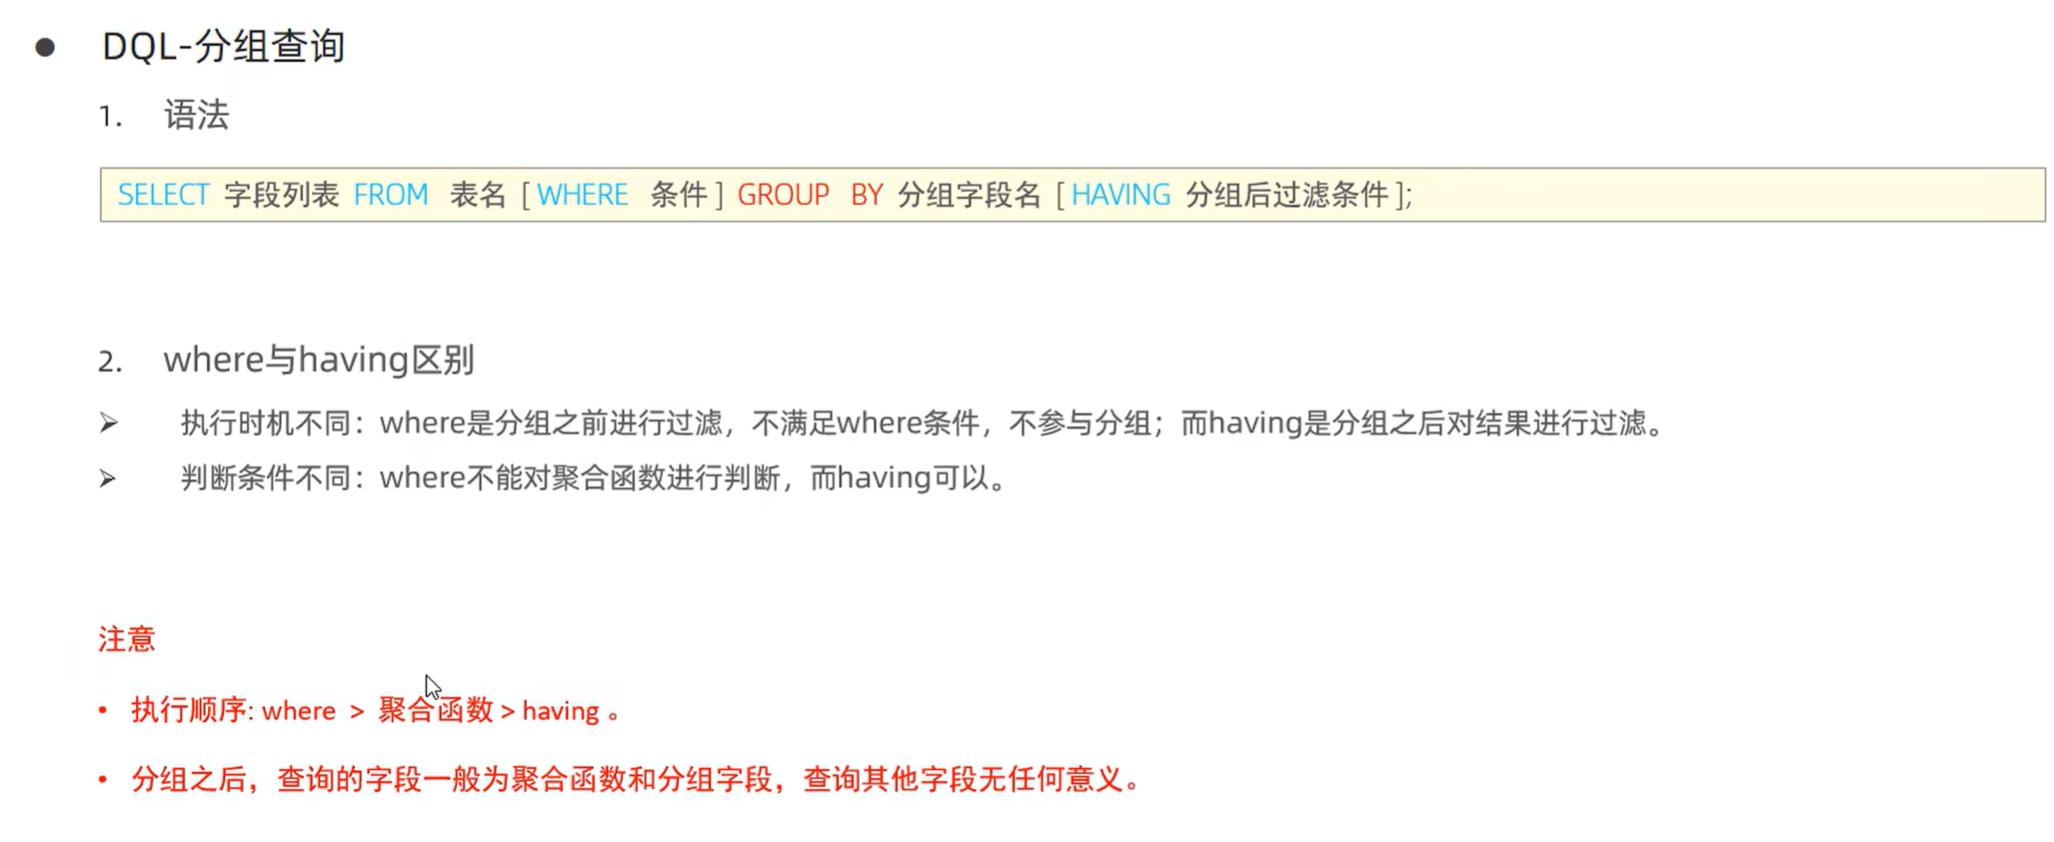 ● DQL-分组查询
1. 语法
SELECT 字段列表 FROM 表名 [ WHERE 条件 ] GROUP BY 分组字段名 [ HAVING 分组后过滤条件 ];
2. where与having区别
➢ 执行时机不同：where是分组之前进行过滤，不满足where条件，不参与分组；而having是分组之后对结果进行过滤。
➢ 判断条件不同：where不能对聚合函数进行判断，而having可以。
注意
• 执行顺序: where > 聚合函数 > having 。
• 分组之后，查询的字段一般为聚合函数和分组字段，查询其他字段无任何意义。